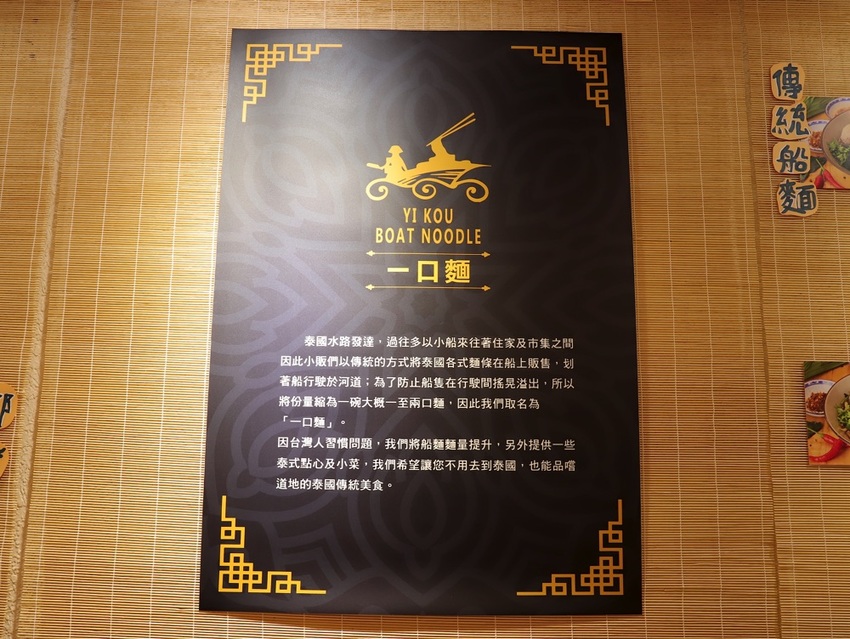 YI KOU
BOAT NOODLE
一口麵
泰國水路發達，過往多以小船來往著住家及市集之間
因此小販們以傳統的方式將泰國各式麵條在船上販售，划
著船行駛於河道；為了防止船隻在行駛間搖晃溢出，所以
將份量縮為一碗大概一至兩口麵，因此我們取名為
「一口麵」。
因台灣人習慣問題，我們將船麵麵量提升，另外提供一些
泰式點心及小菜，我們希望讓您不用去到泰國，也能品嚐
道地的泰國傳統美食。
傳統船麵